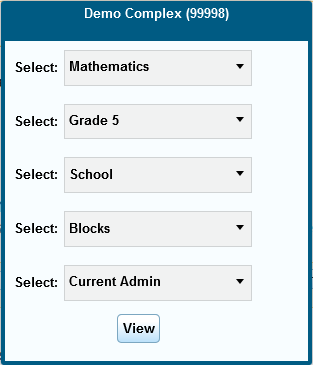 Demo Complex (99998)
Select: Mathematics
Select: Grade 5
Select: School
Select: Blocks
Select: Current Admin
View